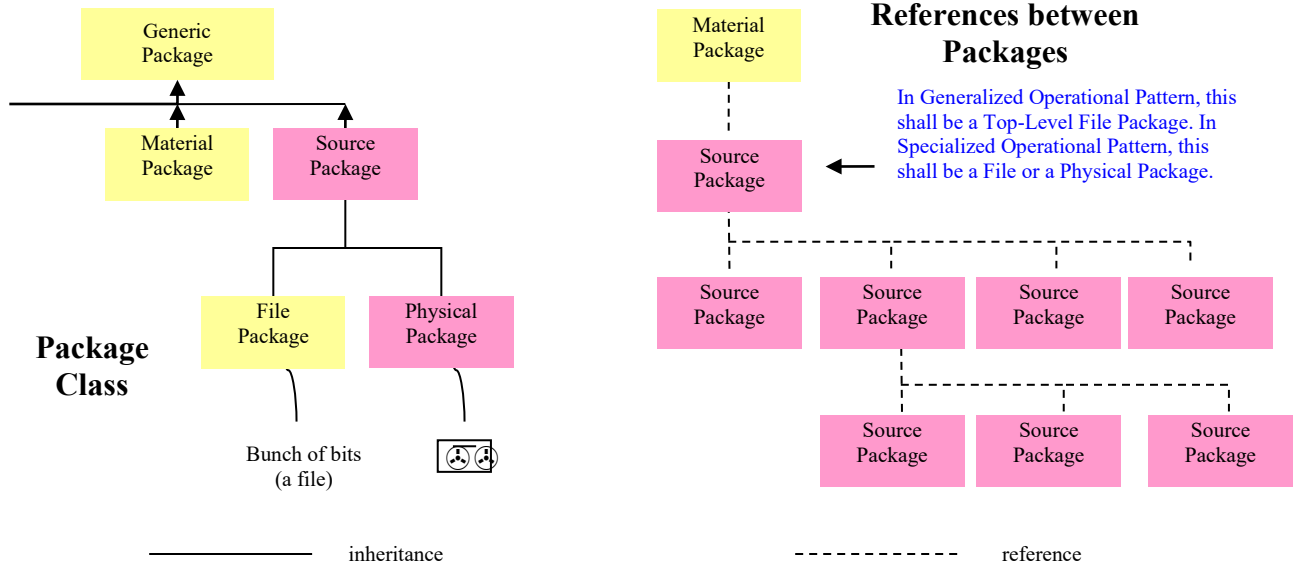 Generic
Package
Material
Package
Source
Package
File
Package
Physical
Package
Package
Class
Bunch of bits
(a file)
inheritance
References between
Packages
Material
Package
In Generalized Operational Pattern, this
shall be a Top-Level File Package. In
Specialized Operational Pattern, this
shall be a File or a Physical Package.
Source
Package
Source
Package
Source
Package
Source
Package
Source
Package
Source
Package
Source
Package
Source
Package
reference